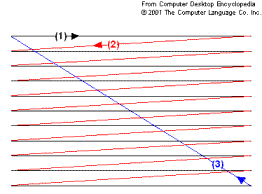 From Computer Desktop Encyclopedia
© 2001 The Computer Language Co. Inc.
(1)
(2)
(3)